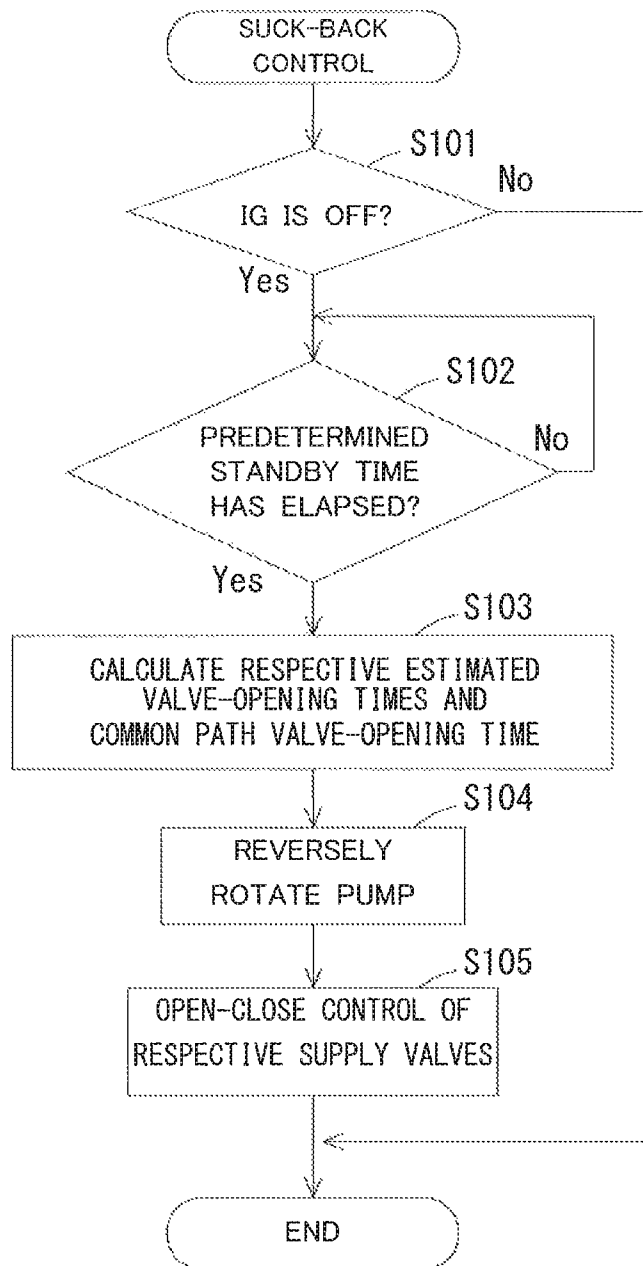 SUCK-BACK
CONTROL
S101
No
IG IS OFF?
Yes
S102
PREDETERMINED
STANDBY TIME
HAS ELAPSED?
No
Yes
S103
CALCULATE RESPECTIVE ESTIMATED
VALVE-OPENING TIMES AND
COMMON PATH VALVE-OPENING TIME
S104
REVERSELY
ROTATE PUMP
S105
OPEN-CLOSE CONTROL OF
RESPECTIVE SUPPLY VALVES
END